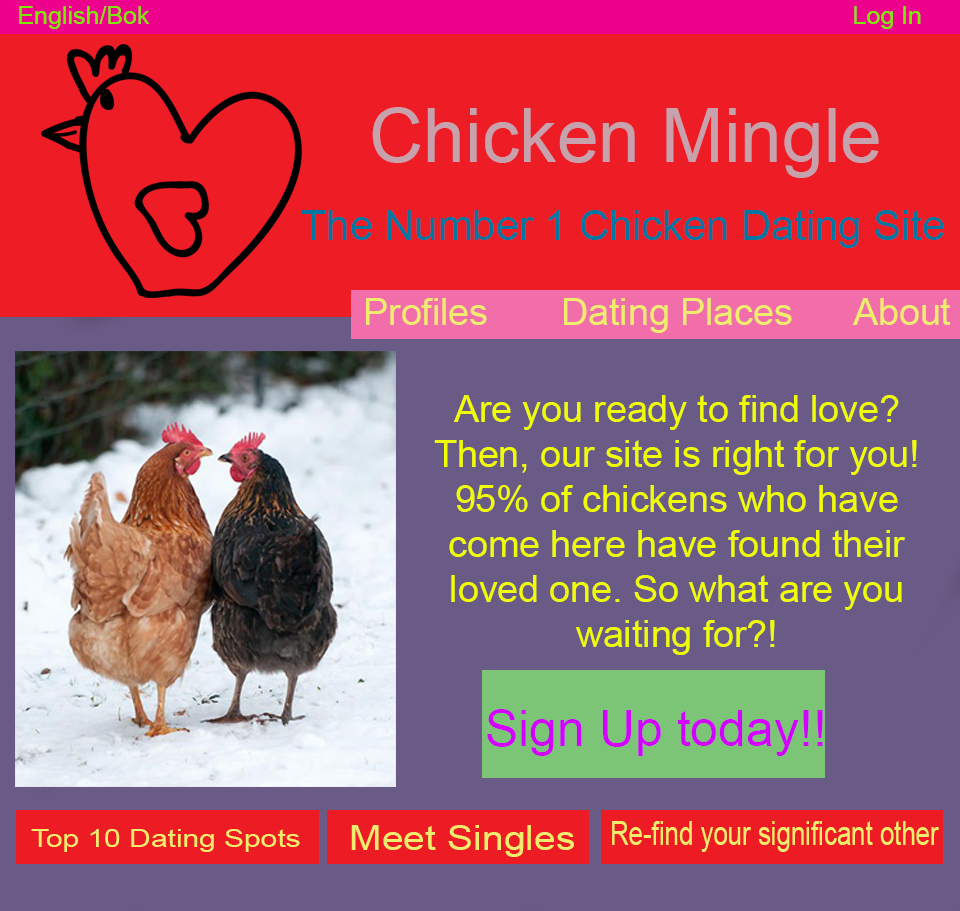 English/Bok
Log In
Chicken Mingle
The Number 1 Chicken Dating Site
Profiles
Dating Places
About
Are you ready to find love?
Then, our site is right for you!
95% of chickens who have
come here have found their
loved one. So what are you
waiting for?!
Sign Up today!!
Top 10 Dating Spots
Meet Singles
Re-find your significant other